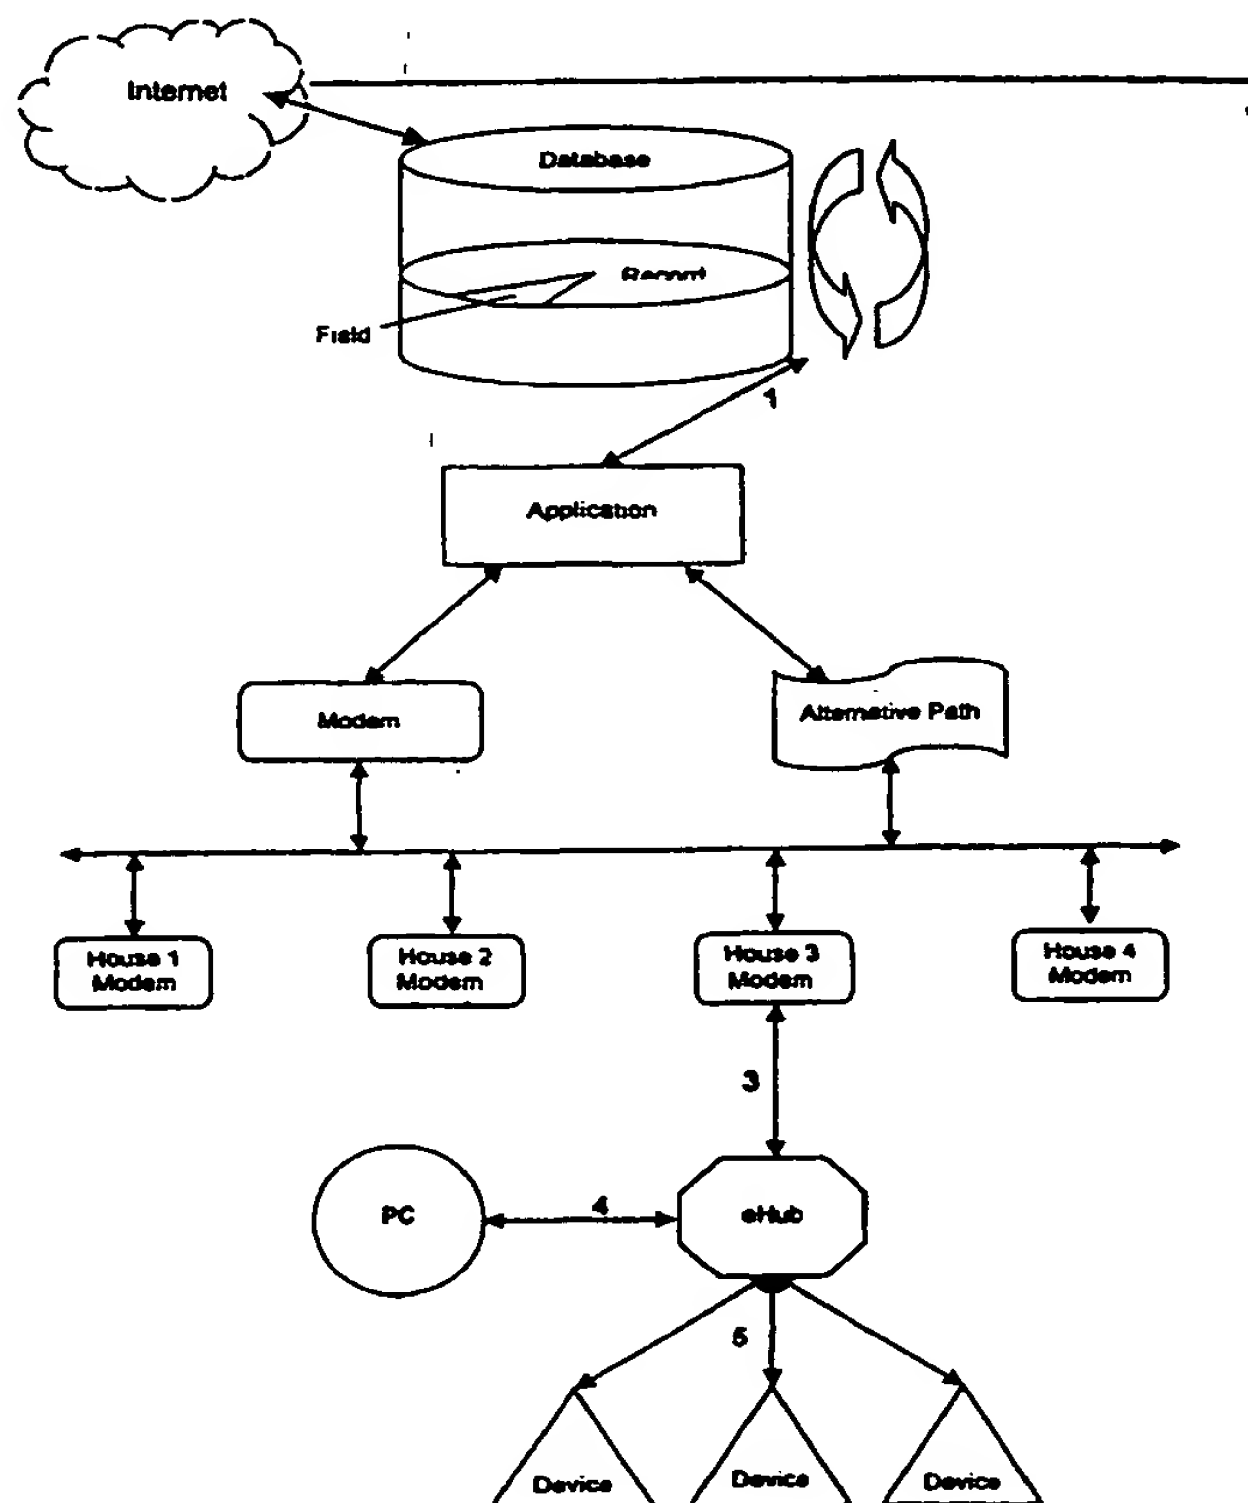 Internet
Database
Record
Field
1
Application
Modem
Alternative Path
House 1
Modem
House 2
Modem
House 3
Modem
House 4
Modem
3
PC
4
eHub
5
Device
Device
Device